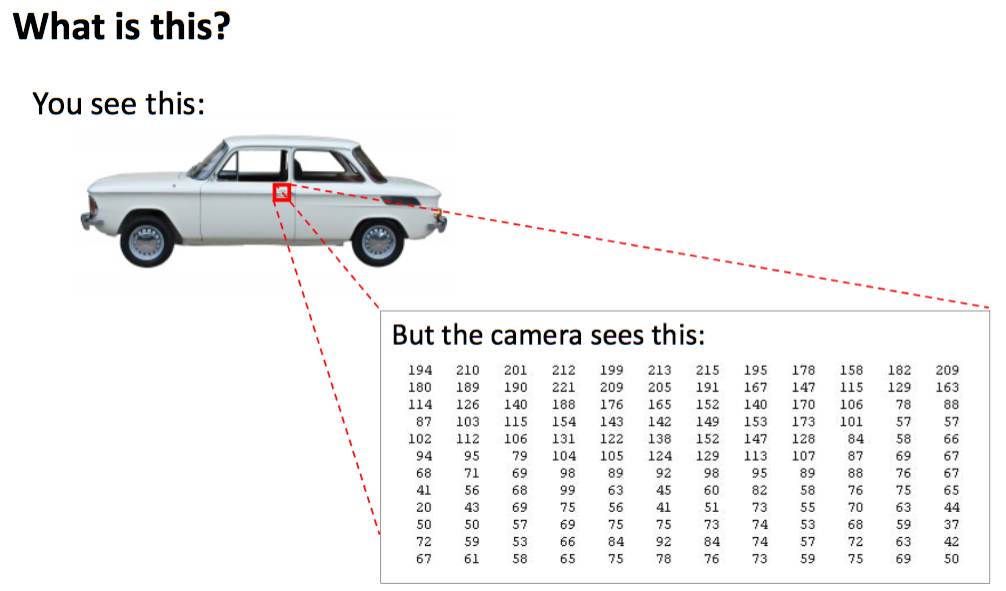 What is this?
You see this:
But the camera sees this:
194 210 201 212 199 213 215 195 178 158 182 209
180 189 190 221 209 205 191 167 147 115 129 163
114 126 140 188 176 165 152 140 170 106 78 88
87 103 115 154 143 142 149 153 173 101 57 57
102 112 106 131 122 138 152 147 128 84 58 66
94 95 79 104 105 124 129 113 107 87 69 67
68 71 69 98 89 92 98 95 89 88 76 67
41 56 68 99 63 45 60 82 58 76 75 65
20 43 69 75 56 41 51 73 55 70 63 44
50 50 57 69 75 75 73 74 53 68 59 37
72 59 53 66 84 92 84 74 57 72 63 42
67 61 58 65 75 78 76 73 59 75 69 50